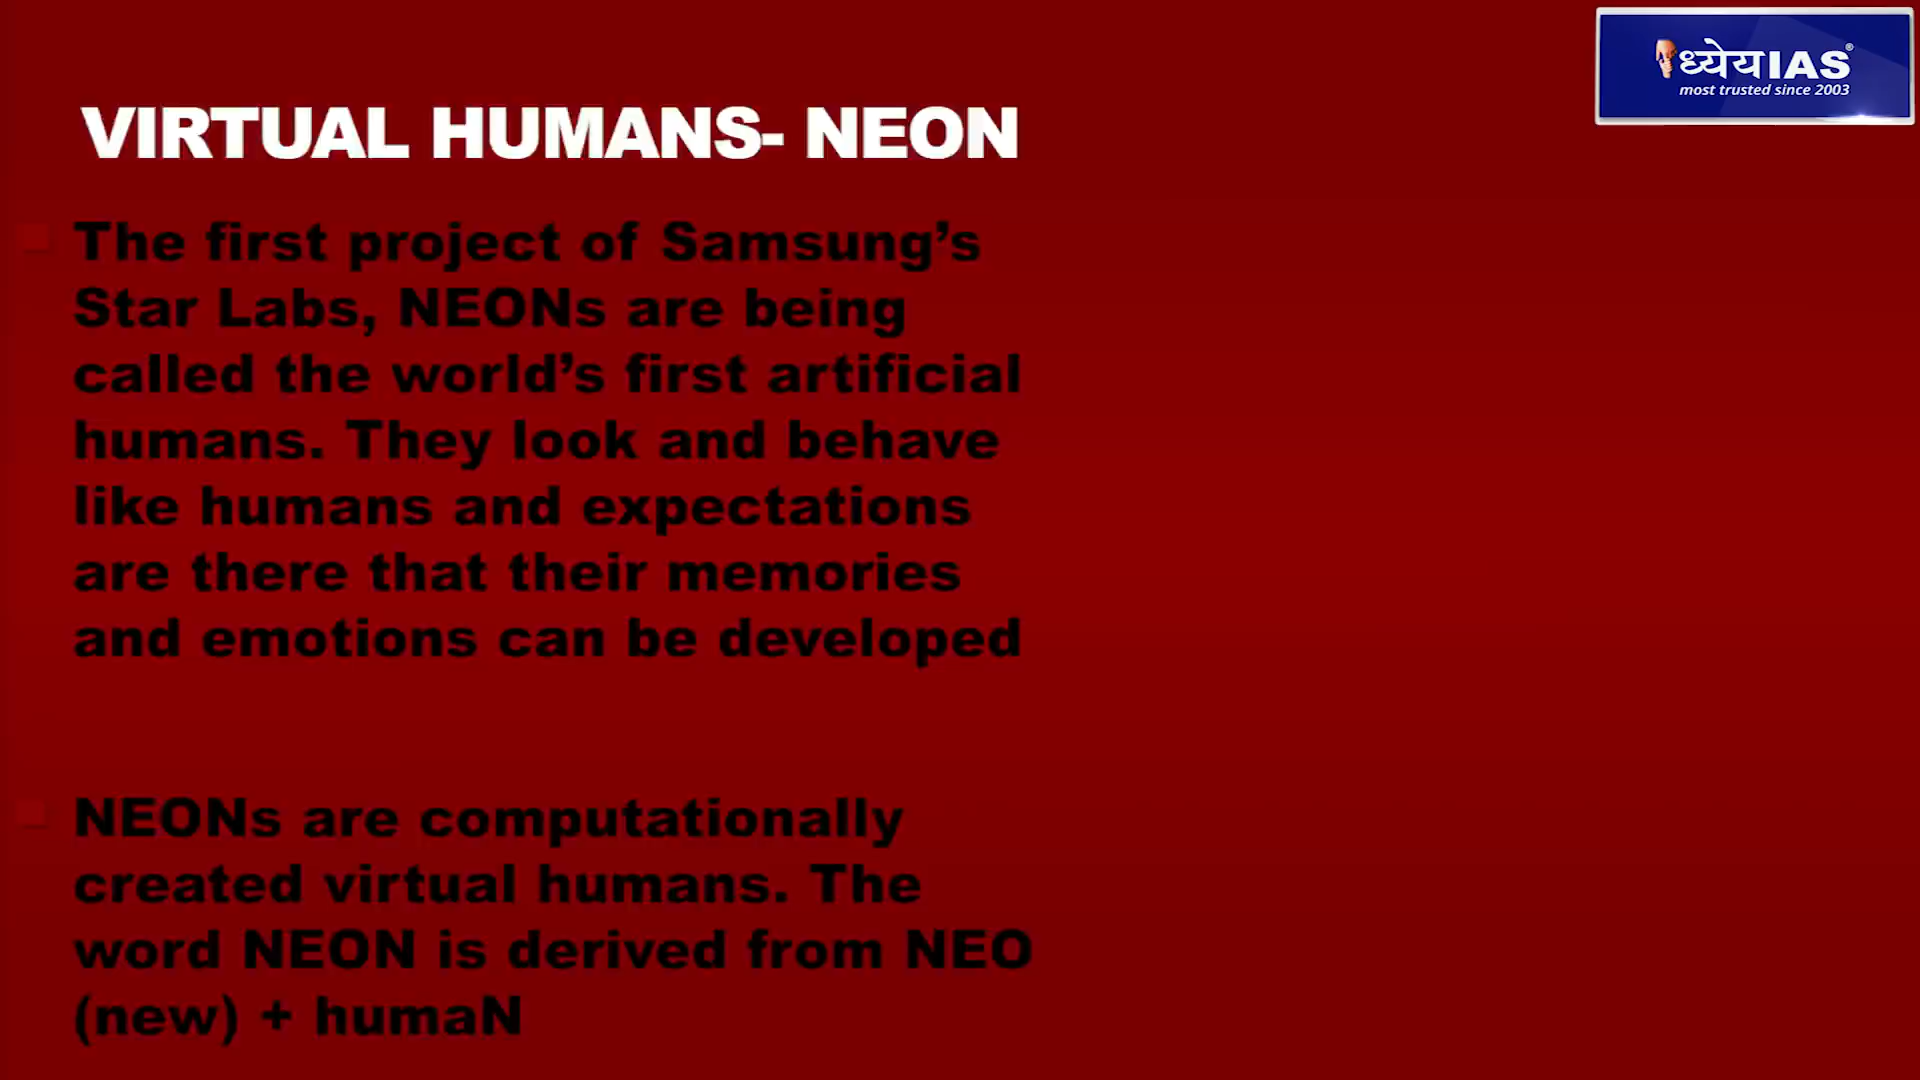 ध्येयIAS®
most trusted since 2003
VIRTUAL HUMANS- NEON
The first project of Samsung’s
Star Labs, NEONs are being
called the world’s first artificial
humans. They look and behave
like humans and expectations
are there that their memories
and emotions can be developed
NEONs are computationally
created virtual humans. The
word NEON is derived from NEO
(new) + humaN